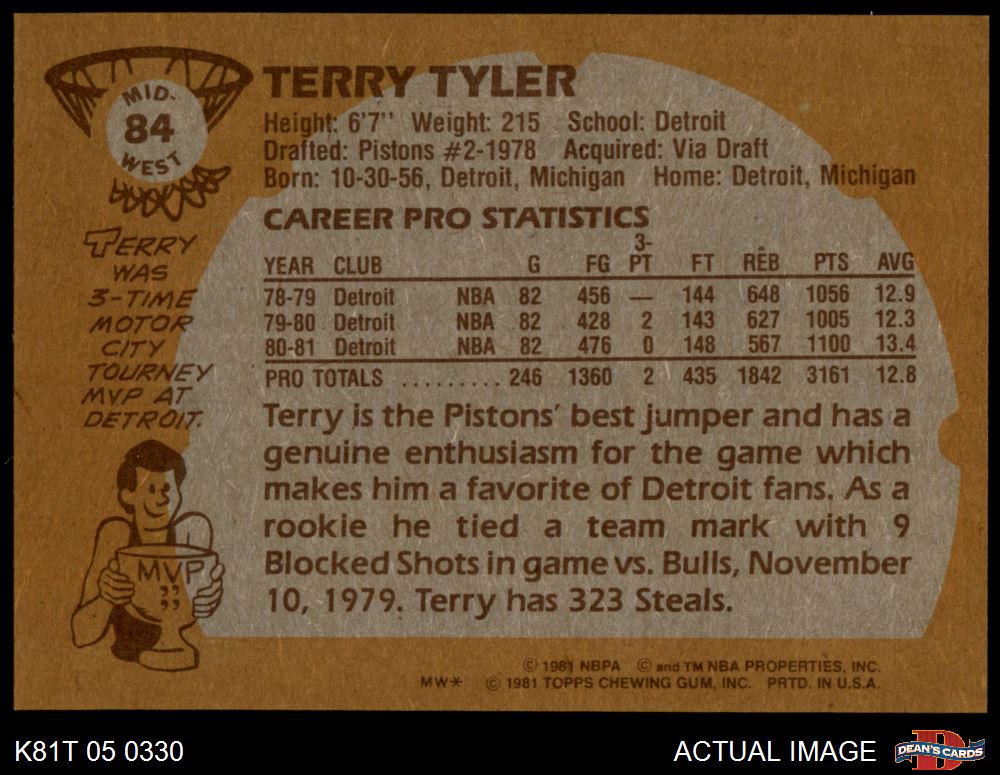 MID-
84
WEST
TERRY TYLER
Height: 6'7'' Weight: 215 School: Detroit
Drafted: Pistons #2-1978 Acquired: Via Draft
Born: 10-30-56, Detroit, Michigan Home: Detroit, Michigan
CAREER PRO STATISTICS
YEAR CLUB G FG 3-PT FT REB PTS AVG
78-79 Detroit NBA 82 456 — 144 648 1056 12.9
79-80 Detroit NBA 82 428 2 143 627 1005 12.3
80-81 Detroit NBA 82 476 0 148 567 1100 13.4
PRO TOTALS ......... 246 1360 2 435 1842 3161 12.8
TERRY
WAS
3-TIME
MOTOR
CITY
TOURNEY
MVP AT
DETROIT.
MVP
Terry is the Pistons' best jumper and has a
genuine enthusiasm for the game which
makes him a favorite of Detroit fans. As a
rookie he tied a team mark with 9
Blocked Shots in game vs. Bulls, November
10, 1979. Terry has 323 Steals.
© 1981 NBPA © and TM NBA PROPERTIES, INC.
MW* © 1981 TOPPS CHEWING GUM, INC. PRTD. IN U.S.A.
K81T 05 0330
ACTUAL IMAGE
DEAN'S CARDS